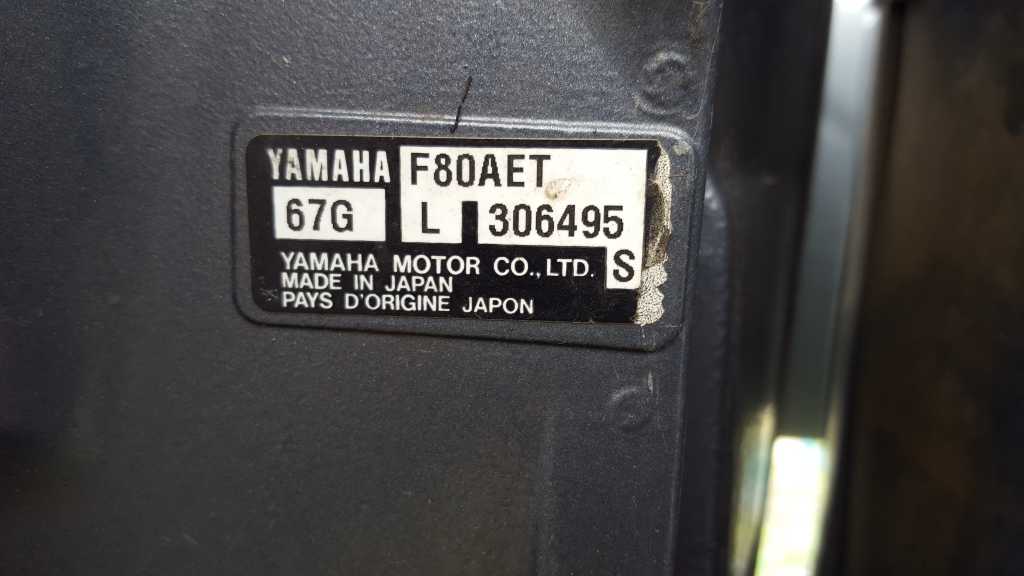 YAMAHA F80AET
67G L 306495
YAMAHA MOTOR CO.,LTD. S
MADE IN JAPAN
PAYS D'ORIGINE JAPON